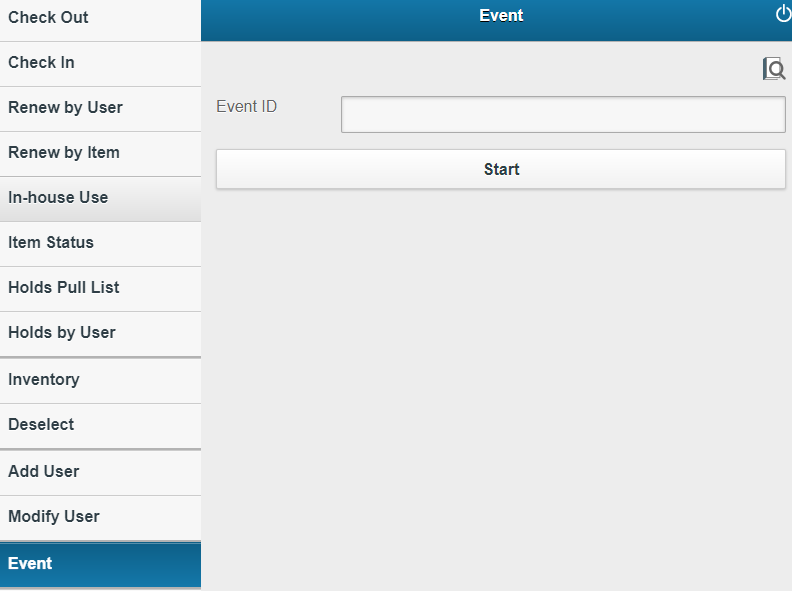 Check Out
Check In
Renew by User
Renew by Item
In-house Use
Item Status
Holds Pull List
Holds by User
Inventory
Deselect
Add User
Modify User
Event
Event
Event ID
Start